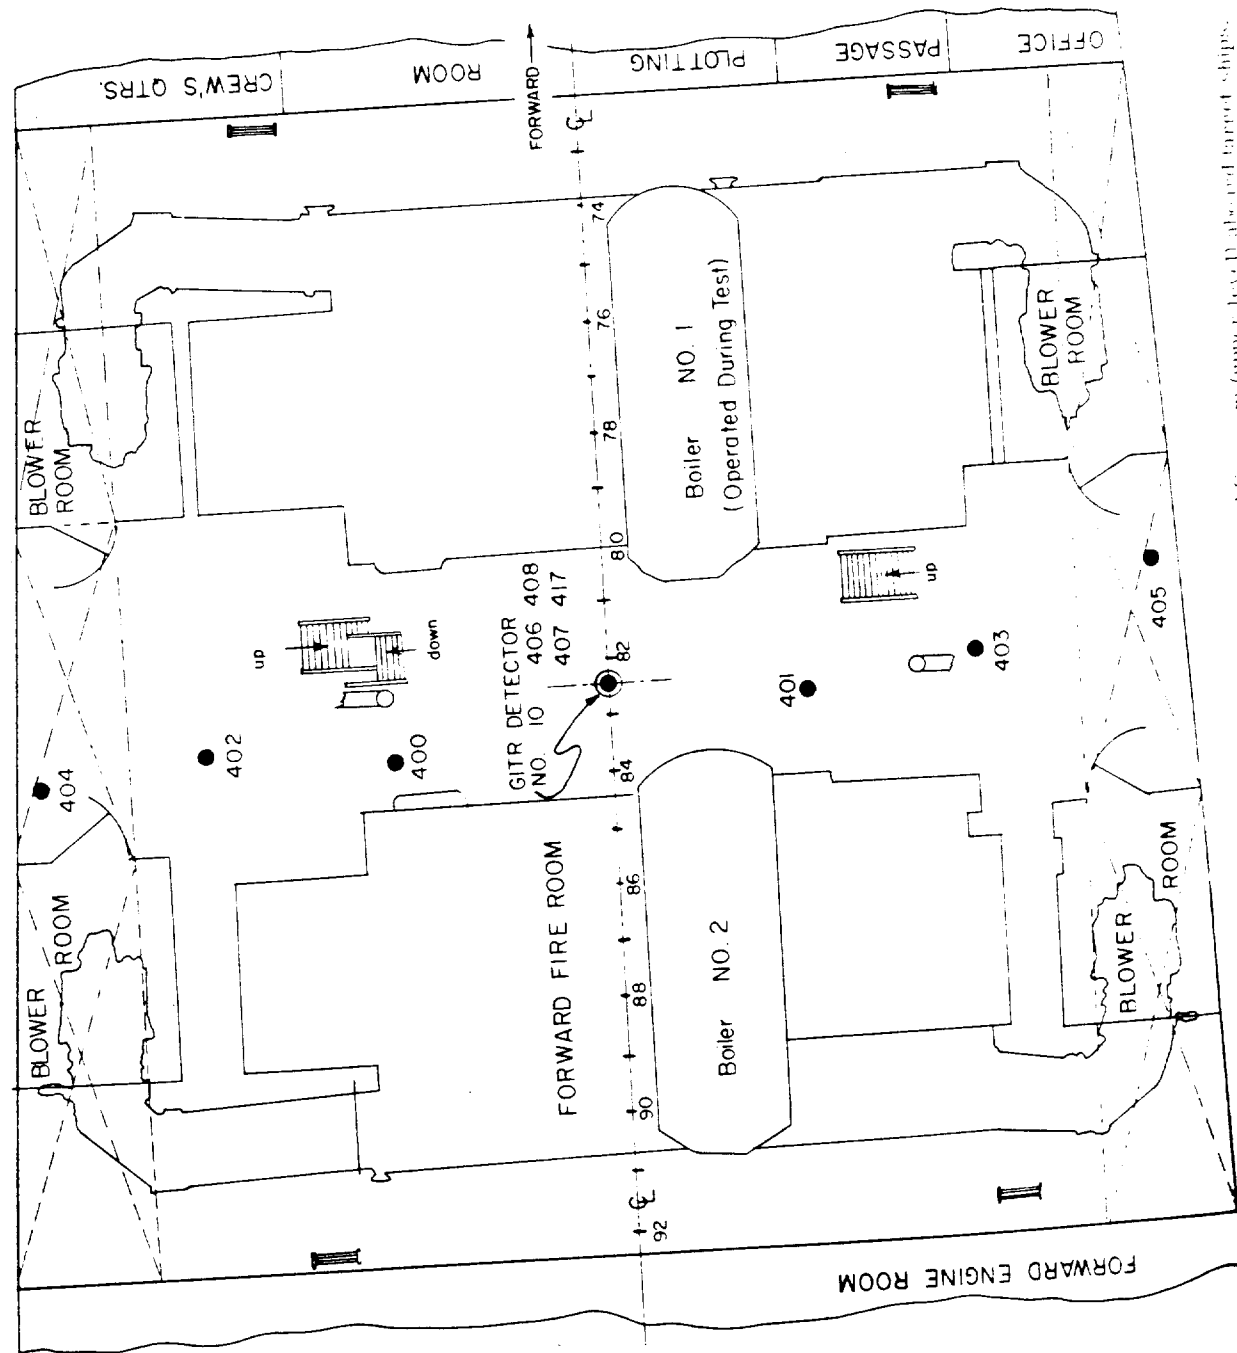 CREW'S QTRS.
ROOM
PLOTTING
PASSAGE
OFFICE
FORWARD
℄
74
76
78
80
82
84
86
88
90
℄
92
BLOWER
ROOM
BLOWER
ROOM
Boiler NO. 1
(Operated During Test)
up
down
up
GITR DETECTOR
NO. 10 406 408
407 417
404
402
400
401
403
405
BLOWER
ROOM
FORWARD FIRE ROOM
Boiler NO. 2
BLOWER
ROOM
FORWARD ENGINE ROOM
target ships.